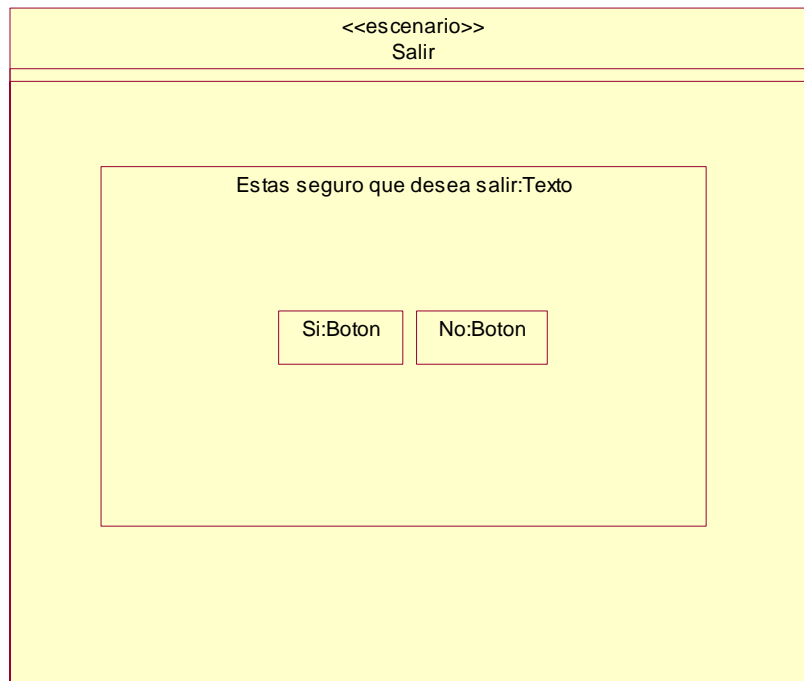 <<escenario>>
Salir
Estas seguro que desea salir:Texto
Si:Boton
No:Boton